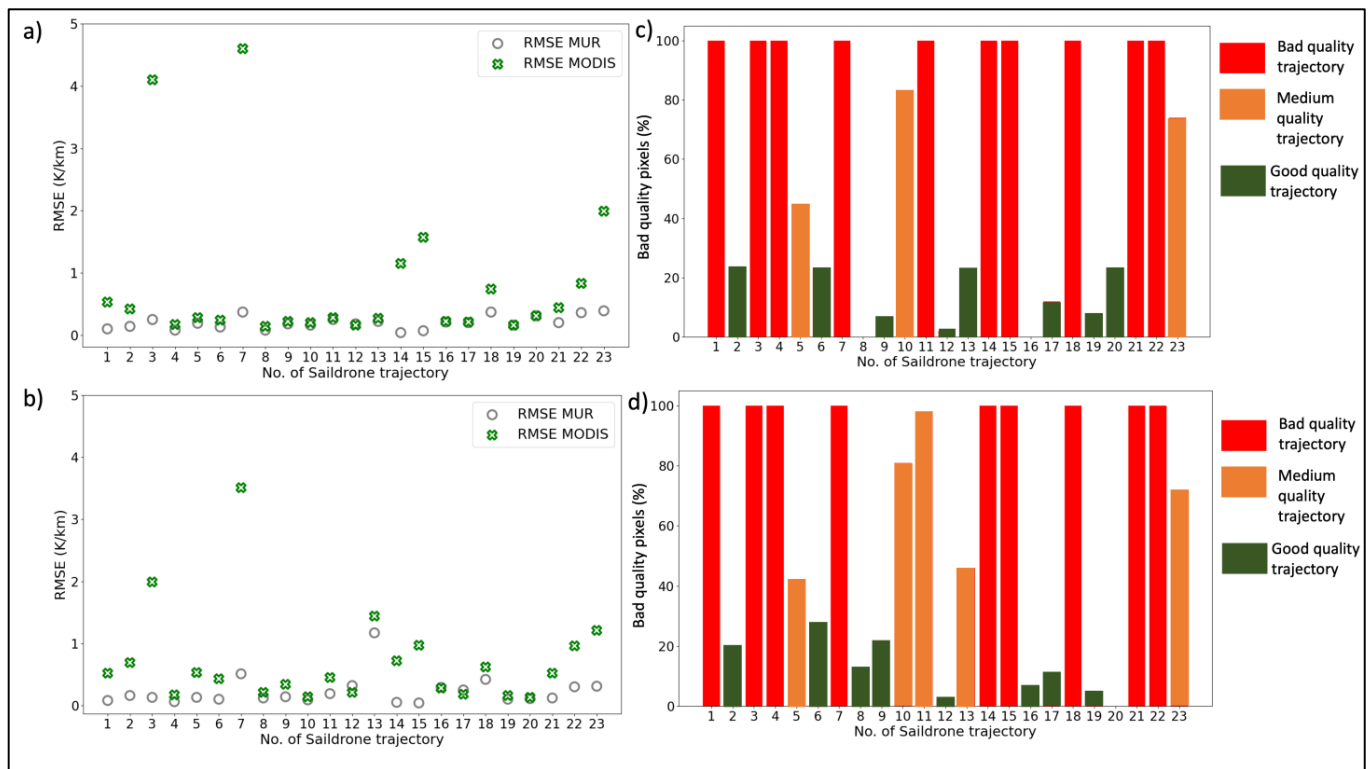 a)
5
4
3
2
1
0
RMSE (K/km)
RMSE MUR
RMSE MODIS
1 2 3 4 5 6 7 8 9 10 11 12 13 14 15 16 17 18 19 20 21 22 23
No. of Saildrone trajectory
c)
100
80
60
40
20
0
Bad quality pixels (%)
1 2 3 4 5 6 7 8 9 10 11 12 13 14 15 16 17 18 19 20 21 22 23
No. of Saildrone trajectory
Bad quality
trajectory
Medium
quality
trajectory
Good quality
trajectory
b)
5
4
3
2
1
0
RMSE (K/km)
RMSE MUR
RMSE MODIS
1 2 3 4 5 6 7 8 9 10 11 12 13 14 15 16 17 18 19 20 21 22 23
No. of Saildrone trajectory
d)
100
80
60
40
20
0
Bad quality pixels (%)
1 2 3 4 5 6 7 8 9 10 11 12 13 14 15 16 17 18 19 20 21 22 23
No. of Saildrone trajectory
Bad quality
trajectory
Medium
quality
trajectory
Good quality
trajectory